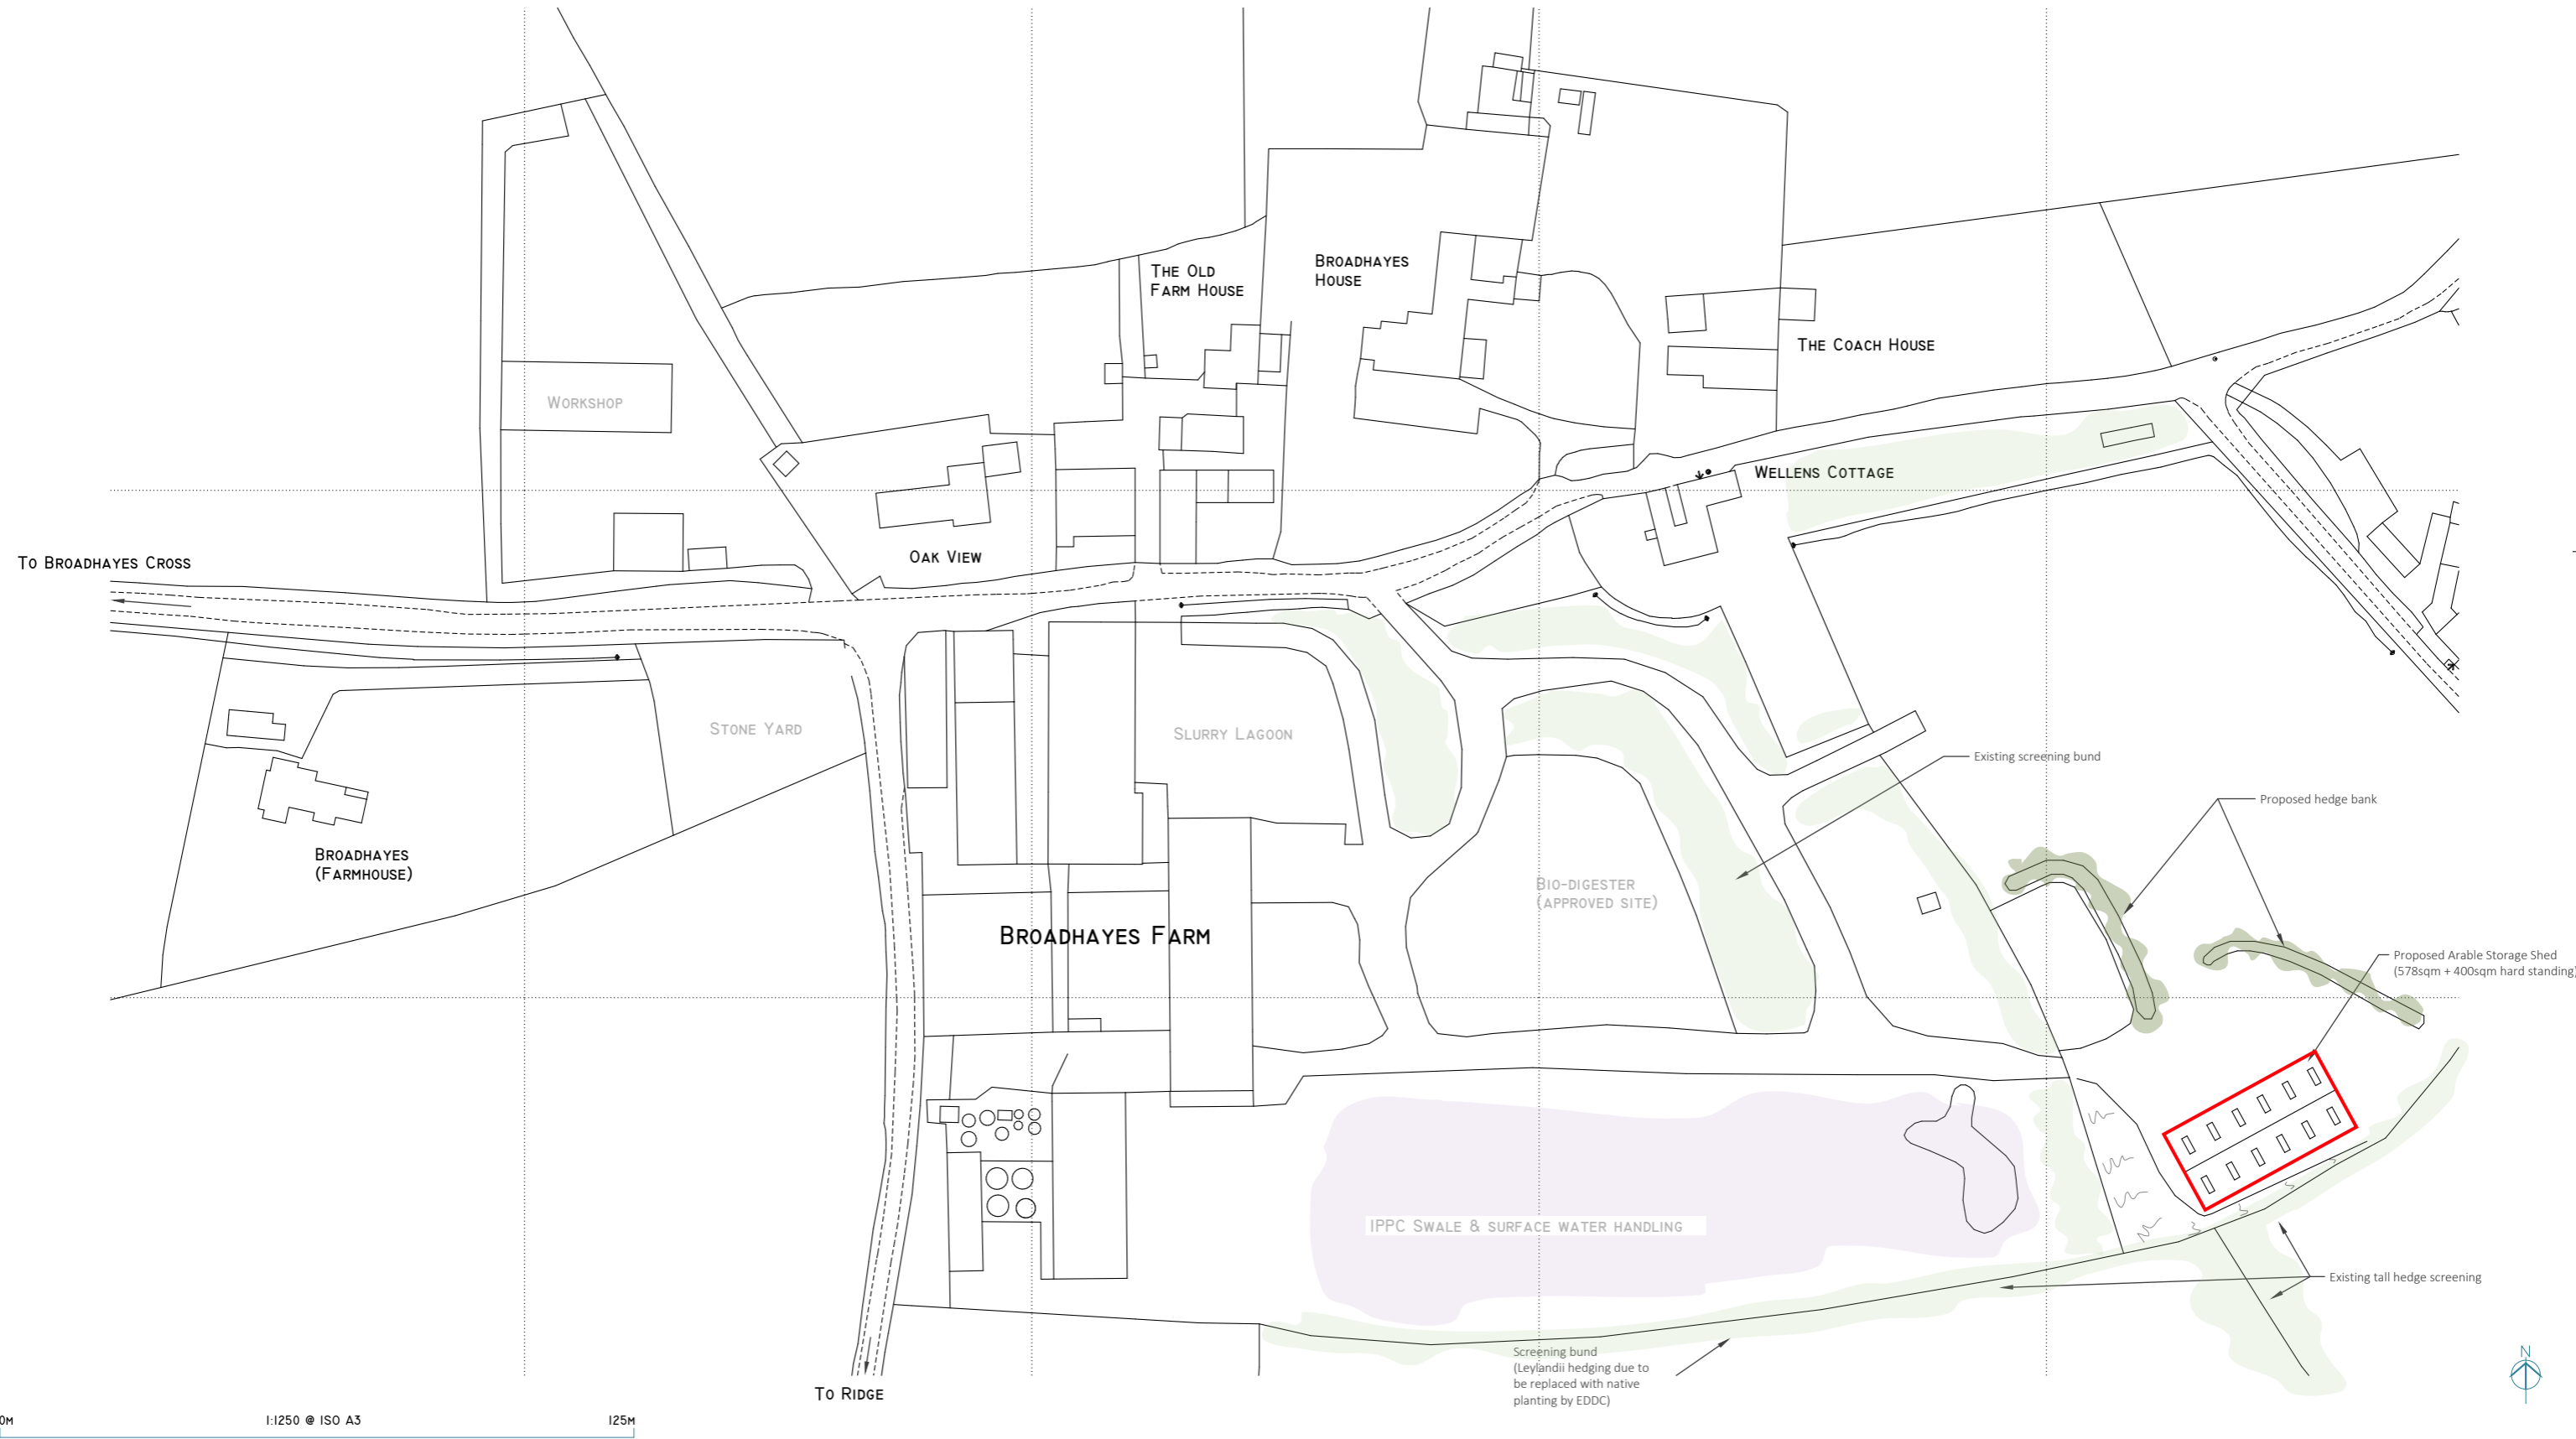 The Old
Farm House
Broadhayes
House
The Coach House
Workshop
Wellens Cottage
Oak View
To Broadhayes Cross
Stone Yard
Slurry Lagoon
Existing screening bund
Proposed hedge bank
Broadhayes
(Farmhouse)
Bio-digester
(approved site)
Broadhayes Farm
Proposed Arable Storage Shed
(578sqm + 400sqm hard standing)
IPPC Swale & surface water handling
Existing tall hedge screening
Screening bund
(Leylandii hedging due to
be replaced with native
planting by EDDC)
N
To Ridge
0m
1:1250 @ ISO A3
125m